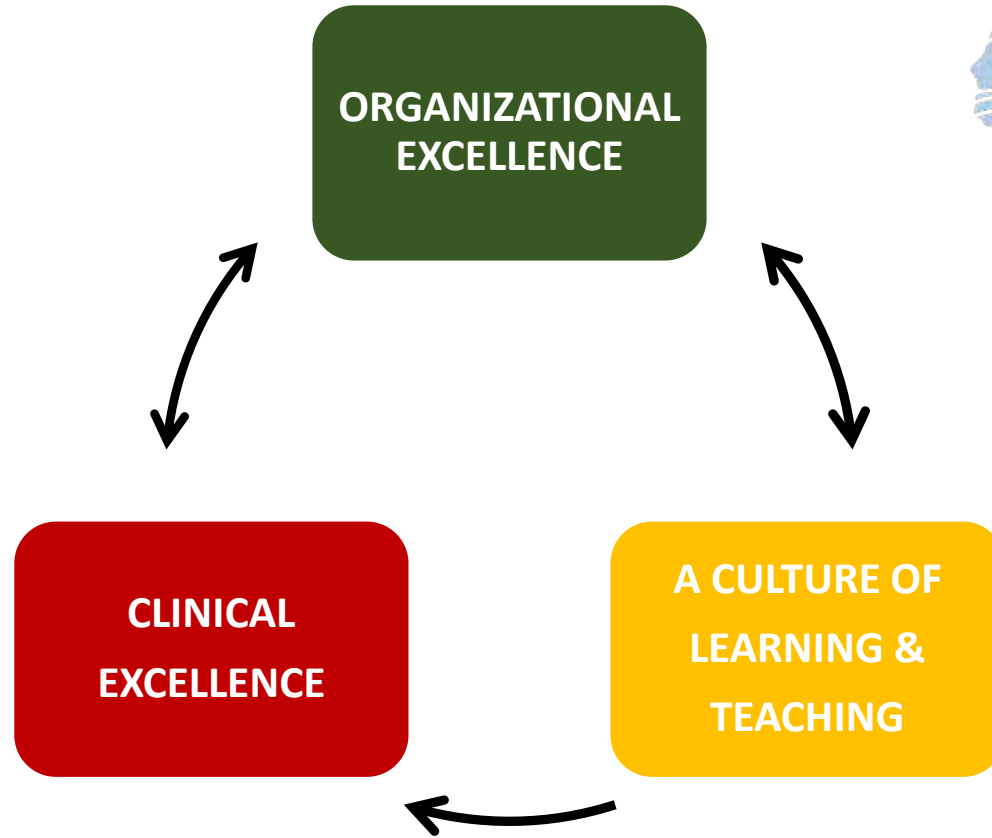 ORGANIZATIONAL
EXCELLENCE
CLINICAL
EXCELLENCE
A CULTURE OF
LEARNING &
TEACHING